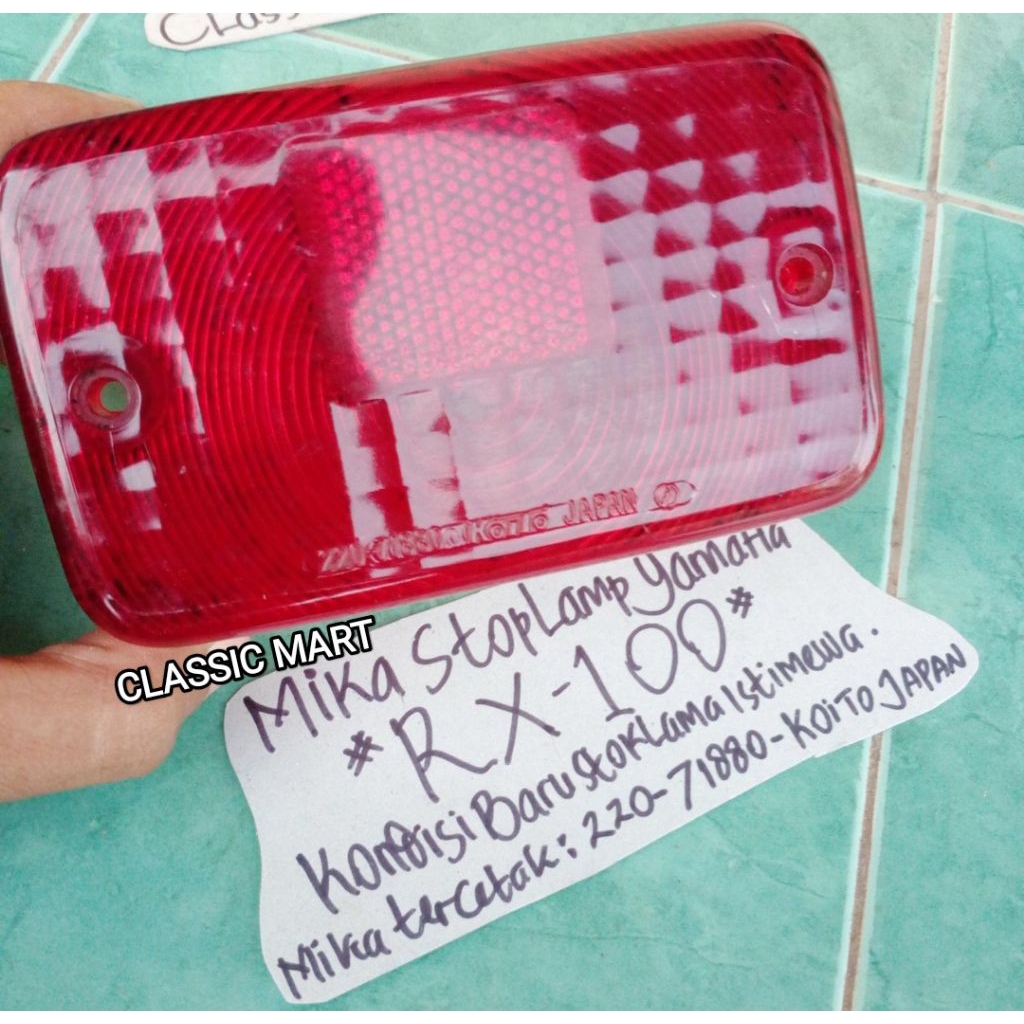 Class
KOITO JAPAN
CLASSIC MART
Mika StopLamp Yamaha
*RX-100*
Kondisi Baru Stok Lama Istimewa.
Mika tercetak: 220-71880-KOITO JAPAN